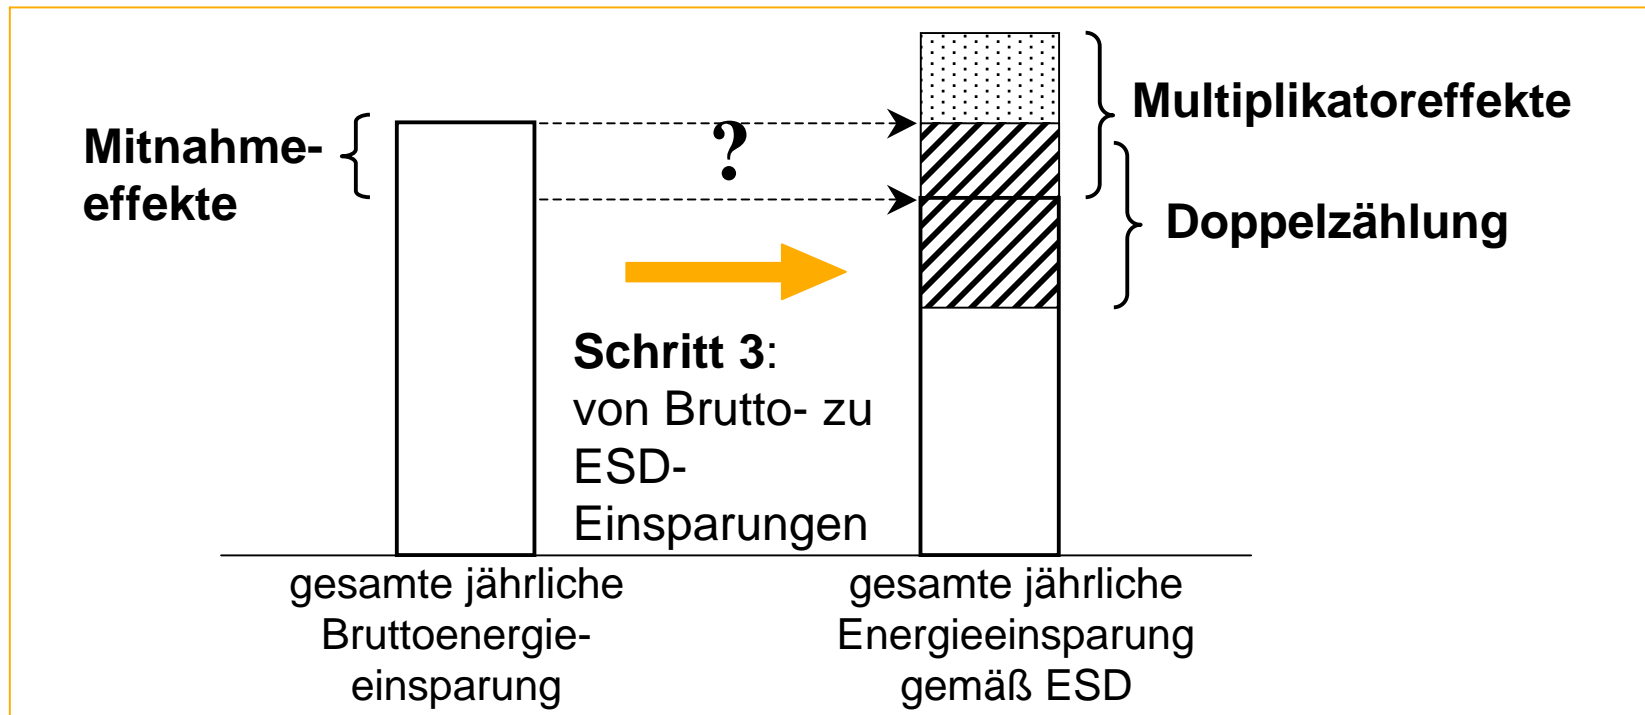 Mitnahme-
effekte
?
Multiplikatoreffekte
Doppelzählung
Schritt 3:
von Brutto- zu
ESD-
Einsparungen
gesamte jährliche
Bruttoenergie-
einsparung
gesamte jährliche
Energieeinsparung
gemäß ESD